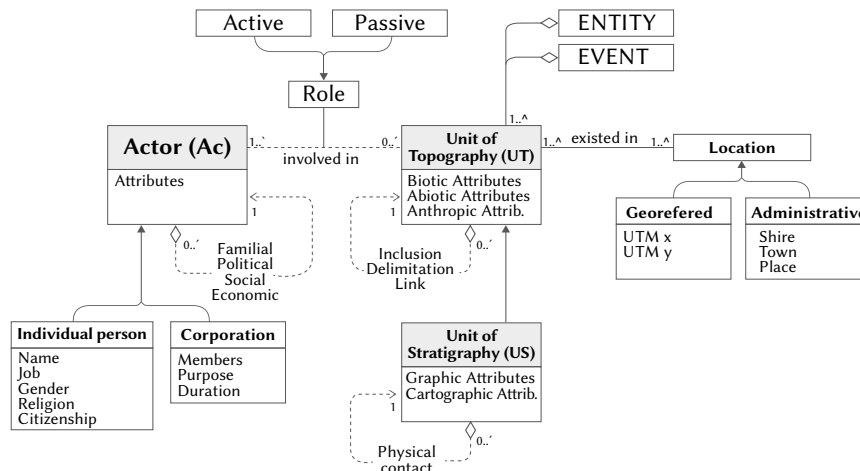 Active
Passive
ENTITY
EVENT
Role
1..^
Actor (Ac)
1..´
involved in
0..´
Unit of
Topography (UT)
1..^
existed in
1..^
Location
Attributes
1
0..´
Familial
Political
Social
Economic
Biotic Attributes
Abiotic Attributes
Anthropic Attrib.
1
0..´
Inclusion
Delimitation
Link
Georefered
UTM x
UTM y
Administrative
Shire
Town
Place
Individual person
Name
Job
Gender
Religion
Citizenship
Corporation
Members
Purpose
Duration
Unit of
Stratigraphy (US)
Graphic Attributes
Cartographic Attrib.
1
0..´
Physical
contact